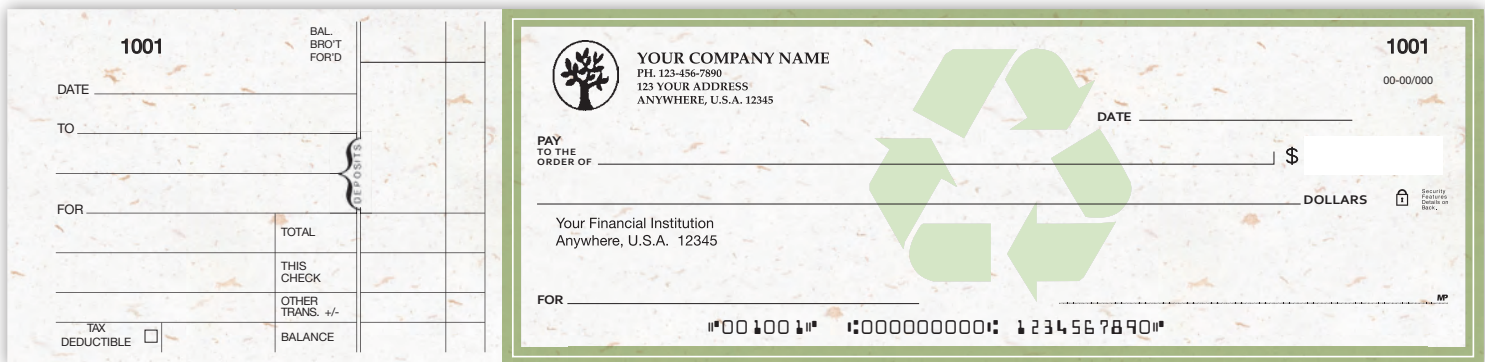 1001
BAL.
BRO'T
FOR'D
DATE
TO
DEPOSITS
FOR
TOTAL
THIS
CHECK
OTHER
TRANS. +/-
TAX
DEDUCTIBLE
BALANCE
YOUR COMPANY NAME
PH. 123-456-7890
123 YOUR ADDRESS
ANYWHERE, U.S.A. 12345
1001
00-00/000
DATE
PAY
TO THE
ORDER OF
$
DOLLARS
Security
Features
Details on
Back.
Your Financial Institution
Anywhere, U.S.A. 12345
FOR
MP
⑈001001⑈ ⑆000000000⑆ 1234567890⑈